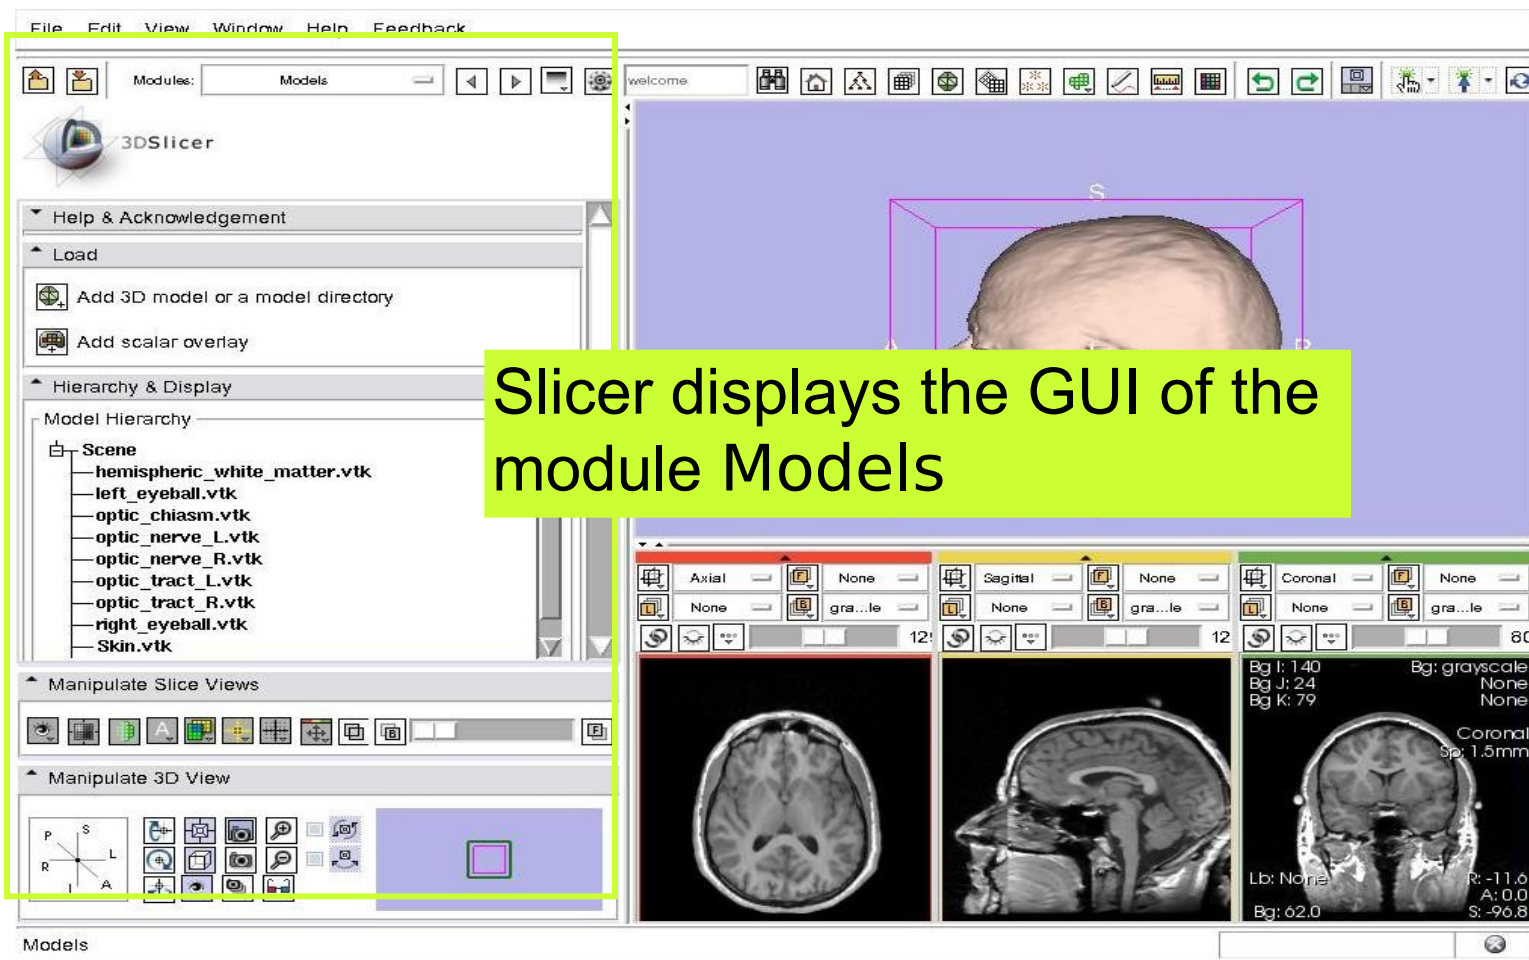 File Edit View Window Help Feedback
Modules: Models welcome
3DSlicer
Help & Acknowledgement
Load
Add 3D model or a model directory
Add scalar overlay
Hierarchy & Display
Model Hierarchy
Scene
hemispheric_white_matter.vtk
left_eyeball.vtk
optic_chiasm.vtk
optic_nerve_L.vtk
optic_nerve_R.vtk
optic_tract_L.vtk
optic_tract_R.vtk
right_eyeball.vtk
Skin.vtk
Manipulate Slice Views
Manipulate 3D View
P S
R L
I A
S
Slicer displays the GUI of the
module Models
Axial None Sagittal None Coronal None
None gra...le None gra...le None gra...le
12 80
Bg I: 140 Bg: grayscale
Bg J: 24 None
Bg K: 79 None
Coronal
Sp: 1.5mm
Lb: None R: -11.6
A: 0.0
Bg: 62.0 S: -96.8
Models